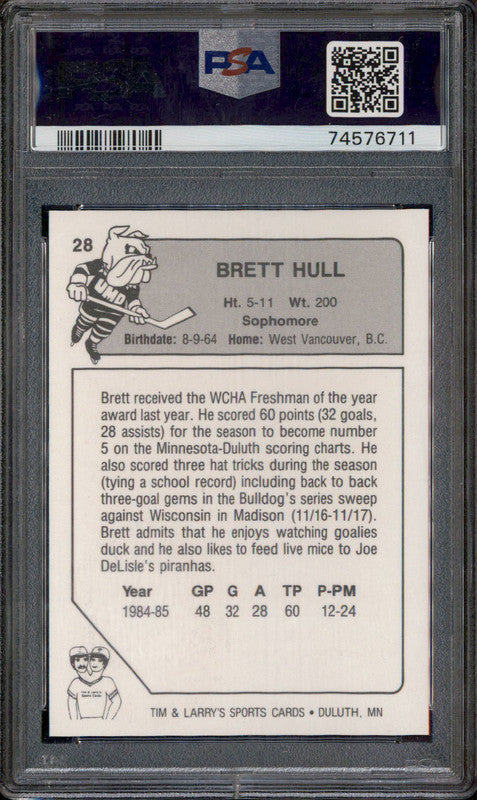 PSA
74576711
28
UMD
BRETT HULL
Ht. 5-11 Wt. 200
Sophomore
Birthdate: 8-9-64 Home: West Vancouver, B.C.
Brett received the WCHA Freshman of the year
award last year. He scored 60 points (32 goals,
28 assists) for the season to become number
5 on the Minnesota-Duluth scoring charts. He
also scored three hat tricks during the season
(tying a school record) including back to back
three-goal gems in the Bulldog's series sweep
against Wisconsin in Madison (11/16-11/17).
Brett admits that he enjoys watching goalies
duck and he also likes to feed live mice to Joe
DeLisle's piranhas.
Year GP G A TP P-PM
1984-85 48 32 28 60 12-24
TIM & LARRY'S SPORTS CARDS • DULUTH, MN